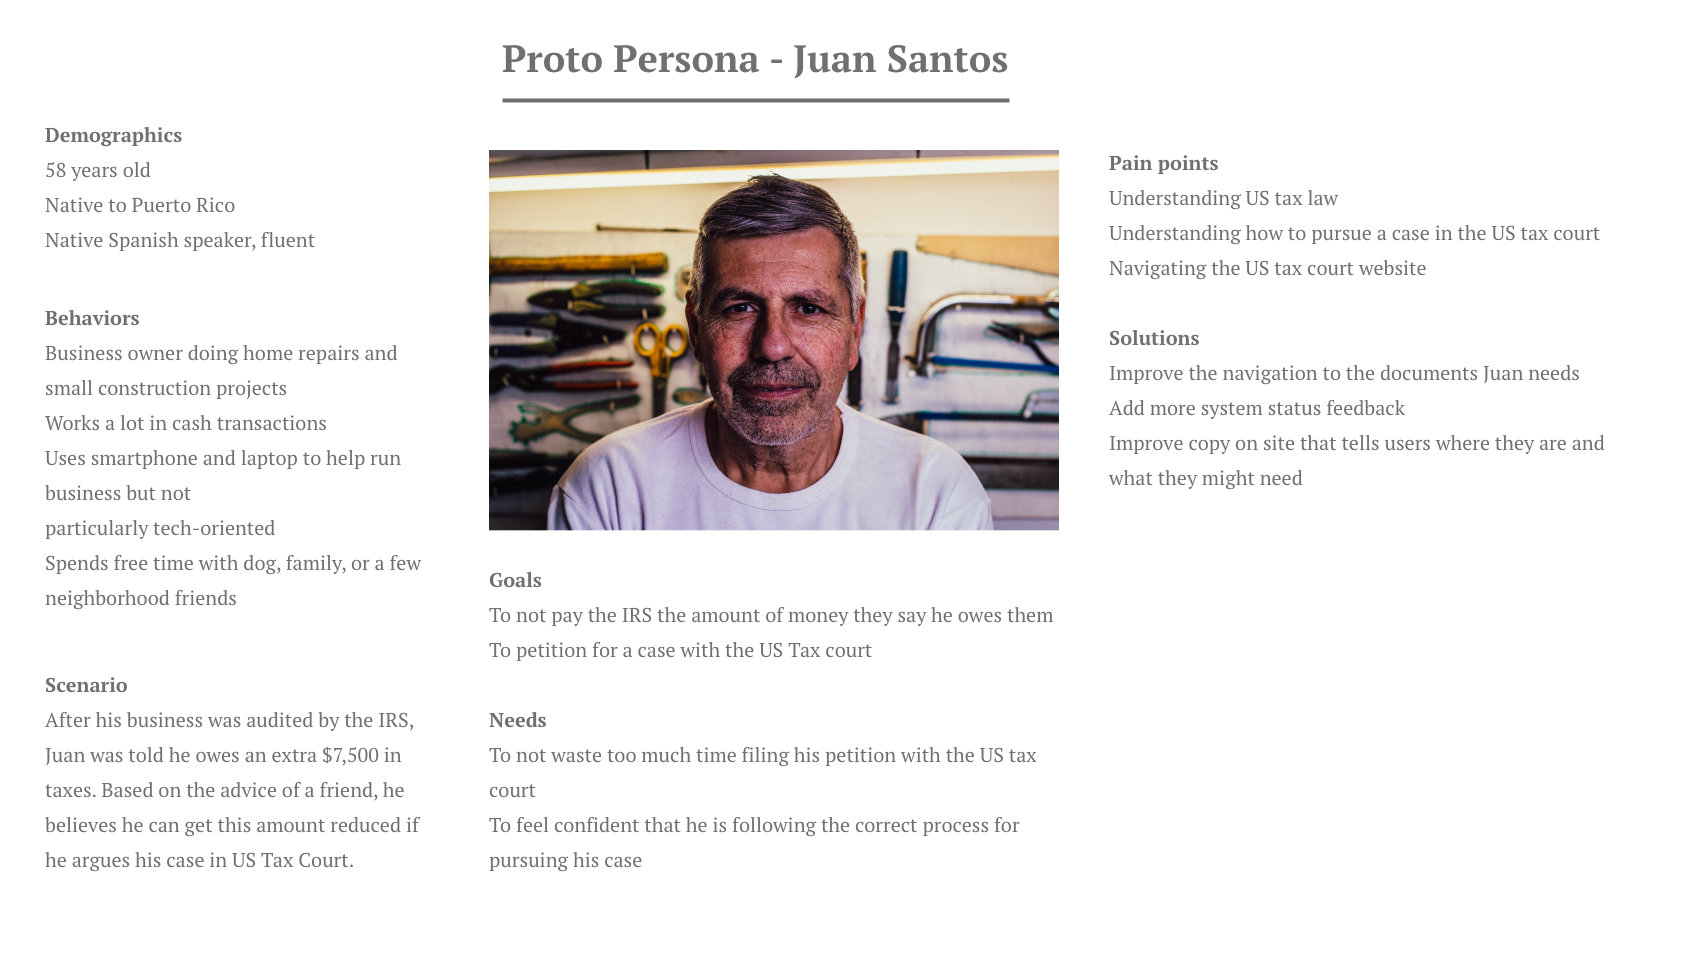 Proto Persona - Juan Santos
Demographics
58 years old
Native to Puerto Rico
Native Spanish speaker, fluent
Behaviors
Business owner doing home repairs and
small construction projects
Works a lot in cash transactions
Uses smartphone and laptop to help run
business but not
particularly tech-oriented
Spends free time with dog, family, or a few
neighborhood friends
Scenario
After his business was audited by the IRS,
Juan was told he owes an extra $7,500 in
taxes. Based on the advice of a friend, he
believes he can get this amount reduced if
he argues his case in US Tax Court.
Goals
To not pay the IRS the amount of money they say he owes them
To petition for a case with the US Tax court
Needs
To not waste too much time filing his petition with the US tax
court
To feel confident that he is following the correct process for
pursuing his case
Pain points
Understanding US tax law
Understanding how to pursue a case in the US tax court
Navigating the US tax court website
Solutions
Improve the navigation to the documents Juan needs
Add more system status feedback
Improve copy on site that tells users where they are and
what they might need